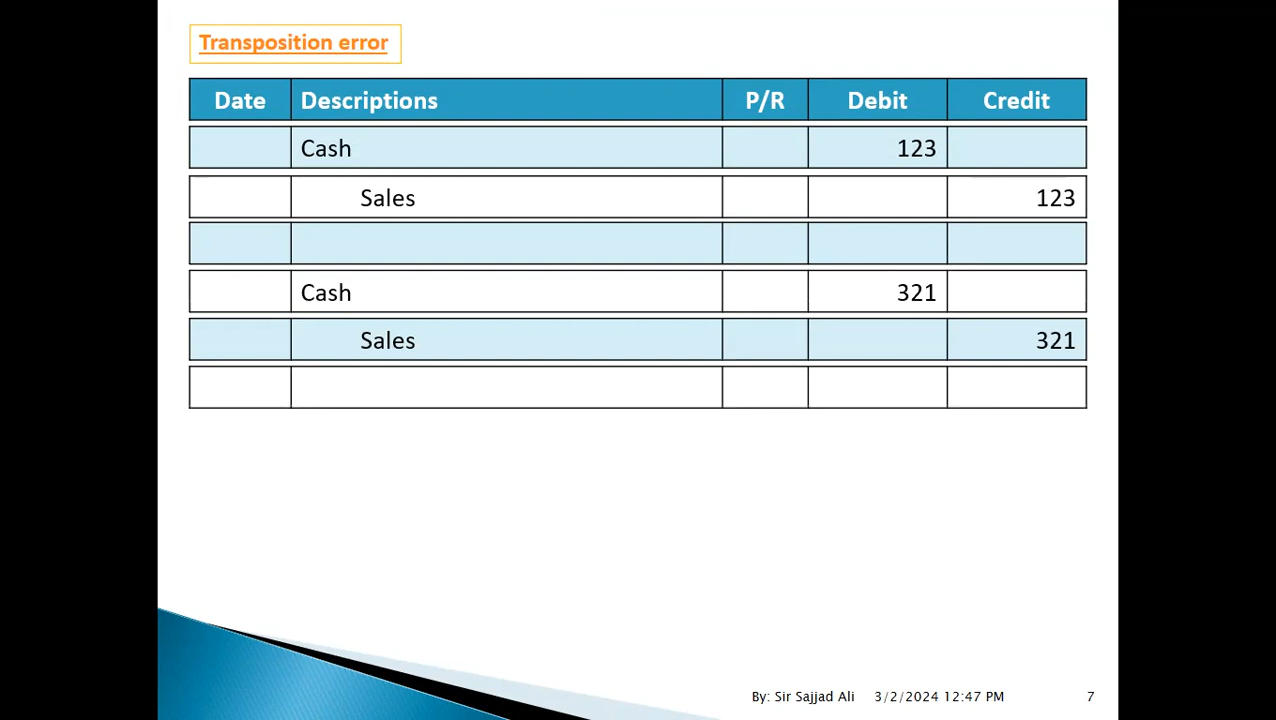 Transposition error
Date Descriptions P/R Debit Credit
Cash 123
Sales 123
Cash 321
Sales 321
By: Sir Sajjad Ali 3/2/2024 12:47 PM 7